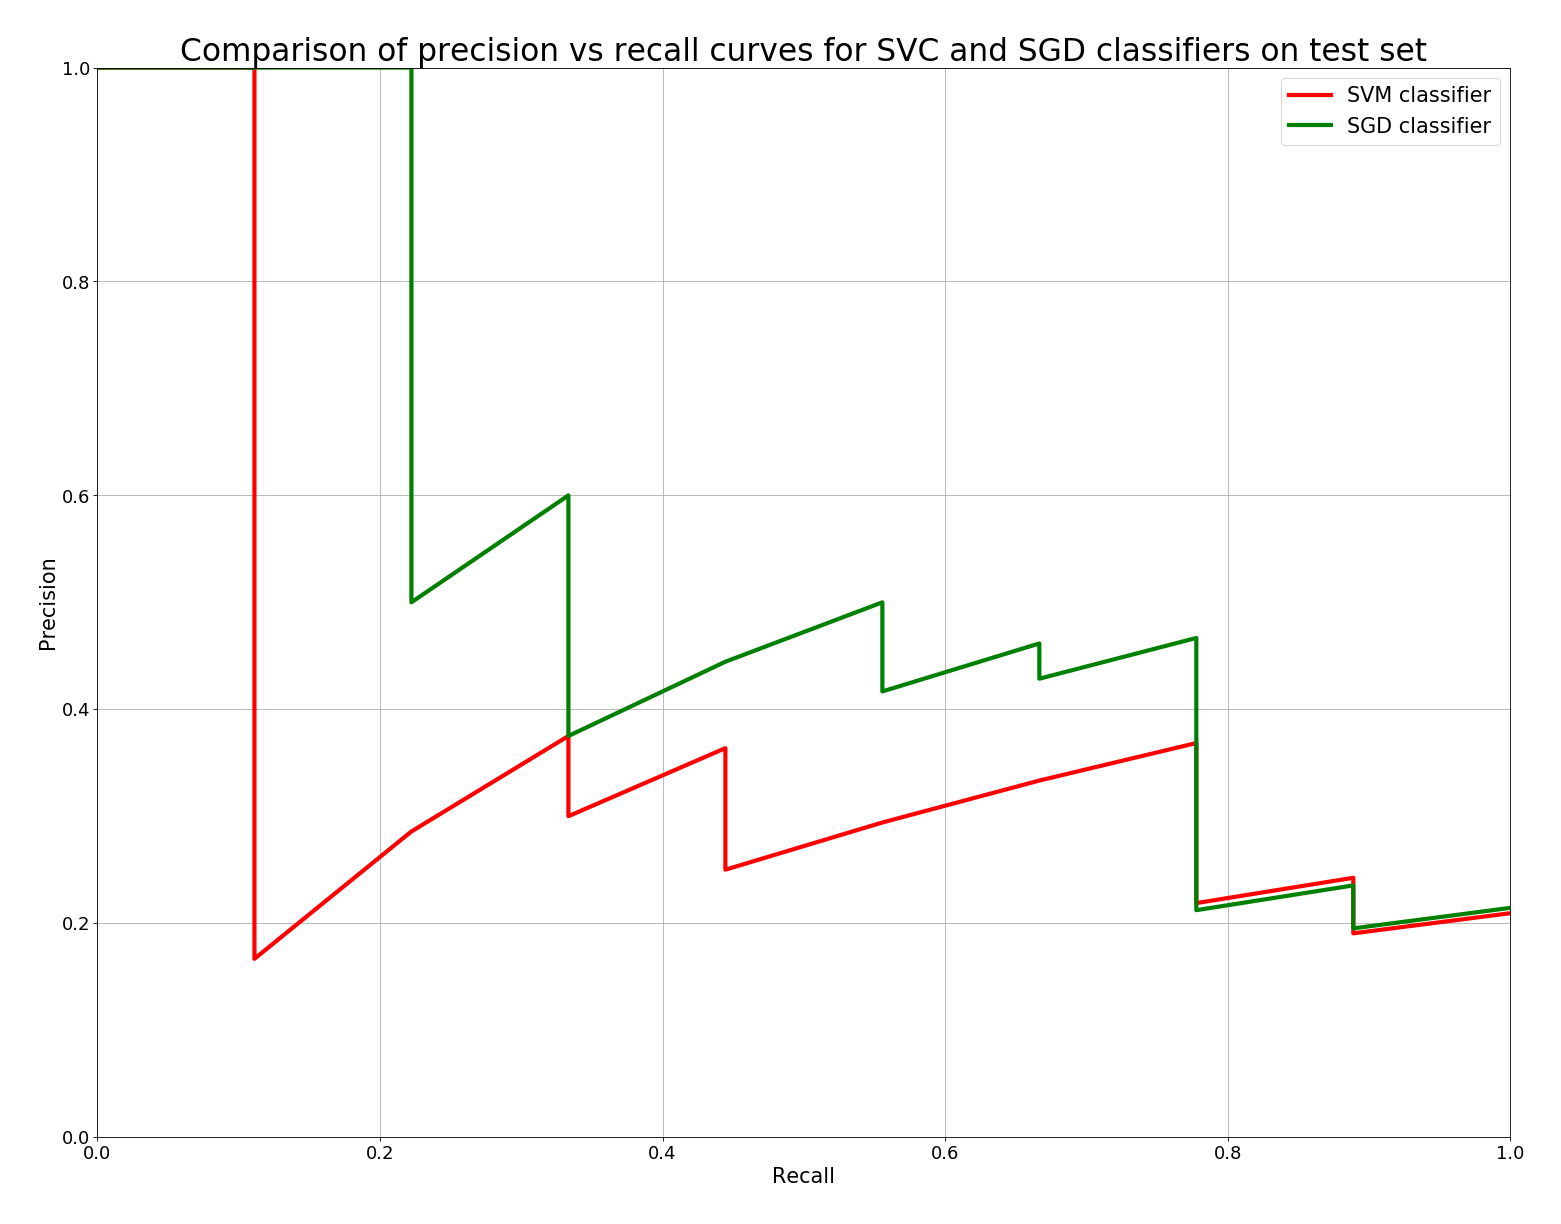 Comparison of precision vs recall curves for SVC and SGD classifiers on test set
SVM classifier
SGD classifier
Precision
1.0
0.8
0.6
0.4
0.2
0.0
0.0 0.2 0.4 0.6 0.8 1.0
Recall